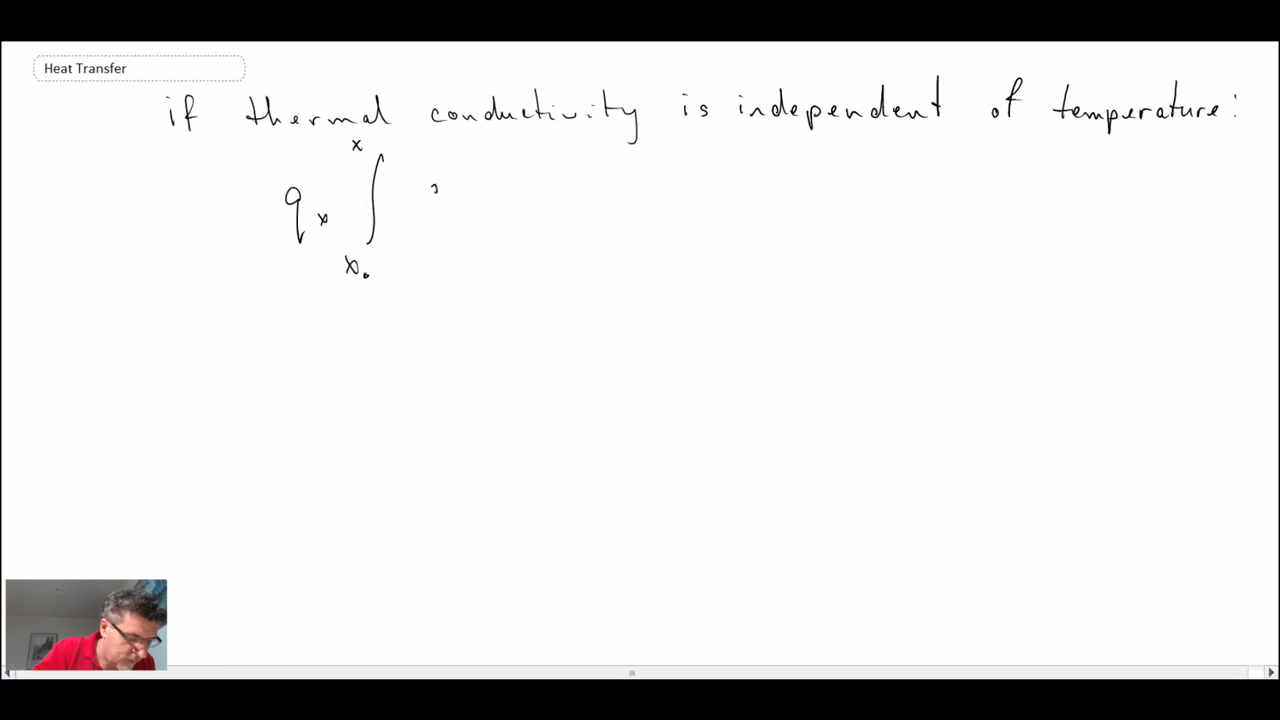 Heat Transfer
if thermal conductivity is independent of temperature:
x
qₓ ∫
x₀